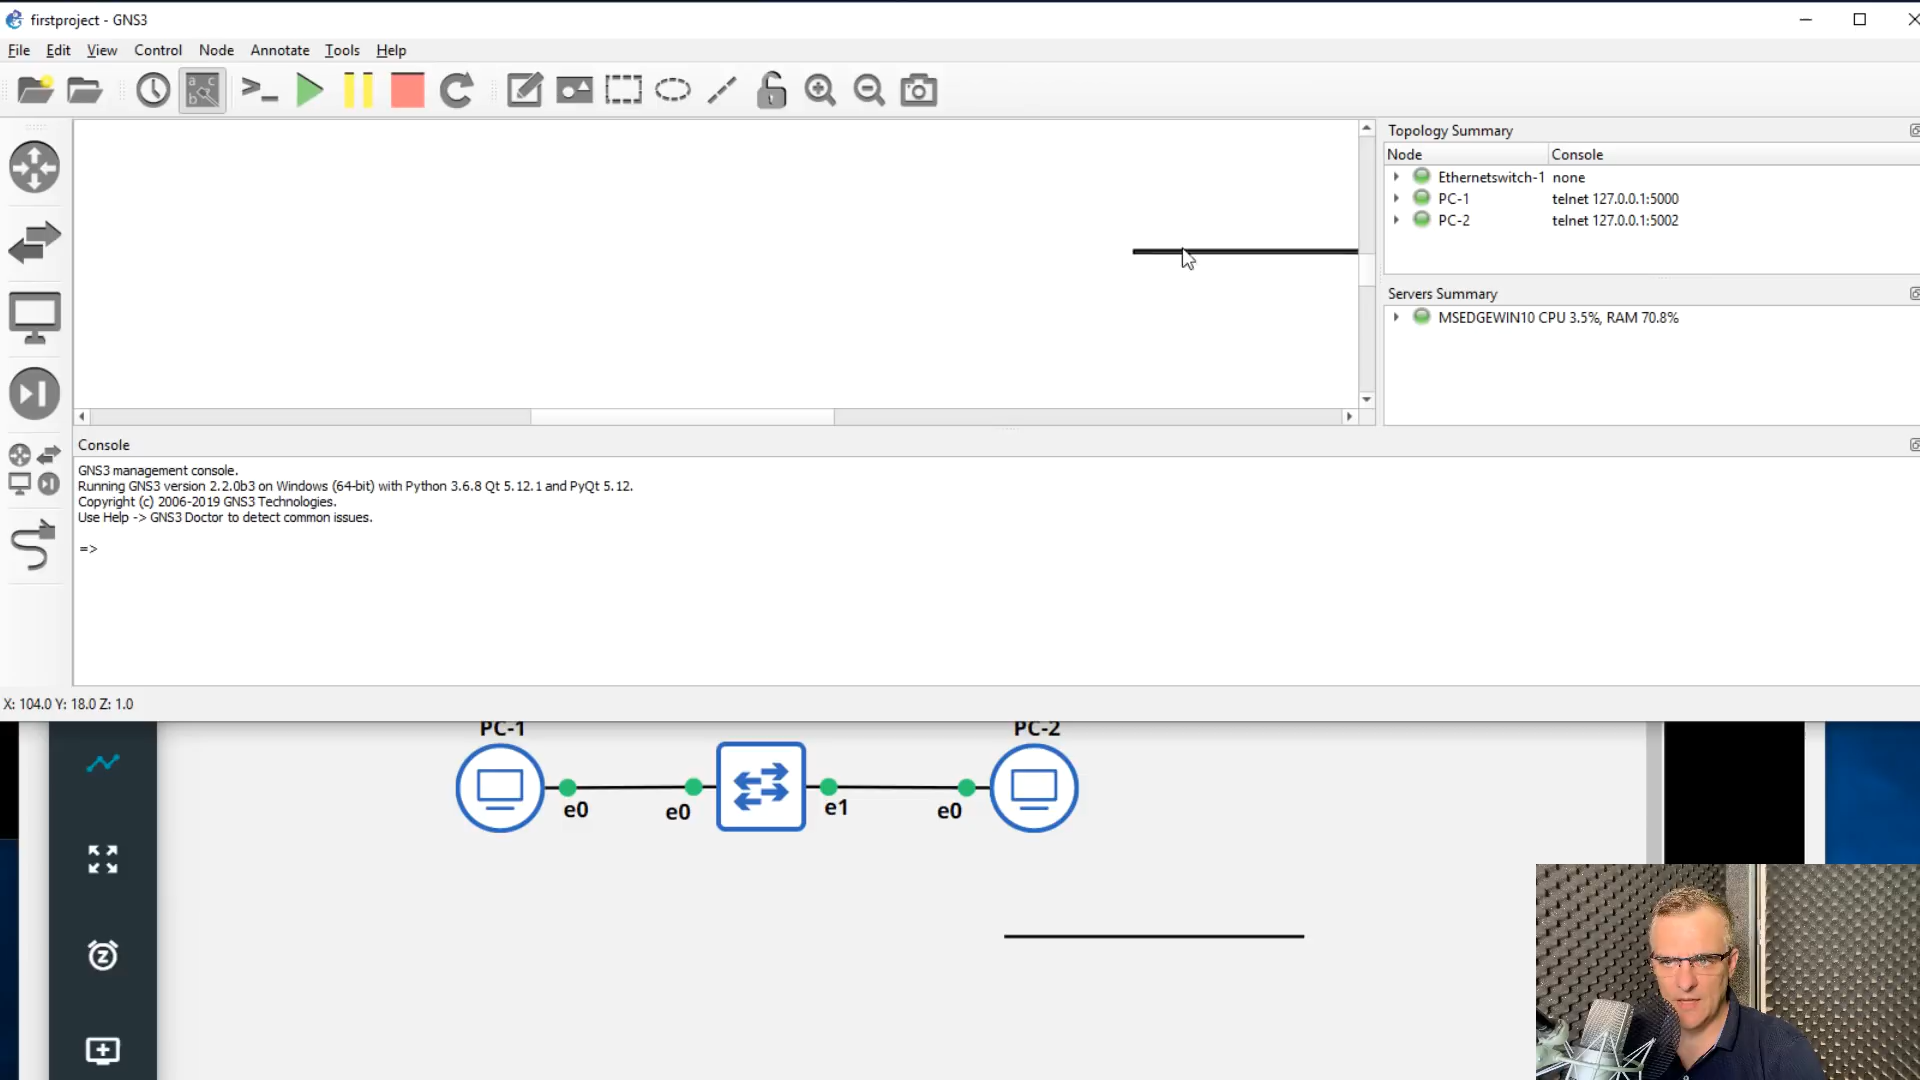 firstproject - GNS3
File Edit View Control Node Annotate Tools Help
Topology Summary
Node Console
Ethernetswitch-1 none
PC-1 telnet 127.0.0.1:5000
PC-2 telnet 127.0.0.1:5002
Servers Summary
MSEDGEWIN10 CPU 3.5%, RAM 70.8%
Console
GNS3 management console.
Running GNS3 version 2.2.0b3 on Windows (64-bit) with Python 3.6.8 Qt 5.12.1 and PyQt 5.12.
Copyright (c) 2006-2019 GNS3 Technologies.
Use Help -> GNS3 Doctor to detect common issues.
=>
X: 104.0 Y: 18.0 Z: 1.0
PC-1 PC-2
e0 e0 e1 e0